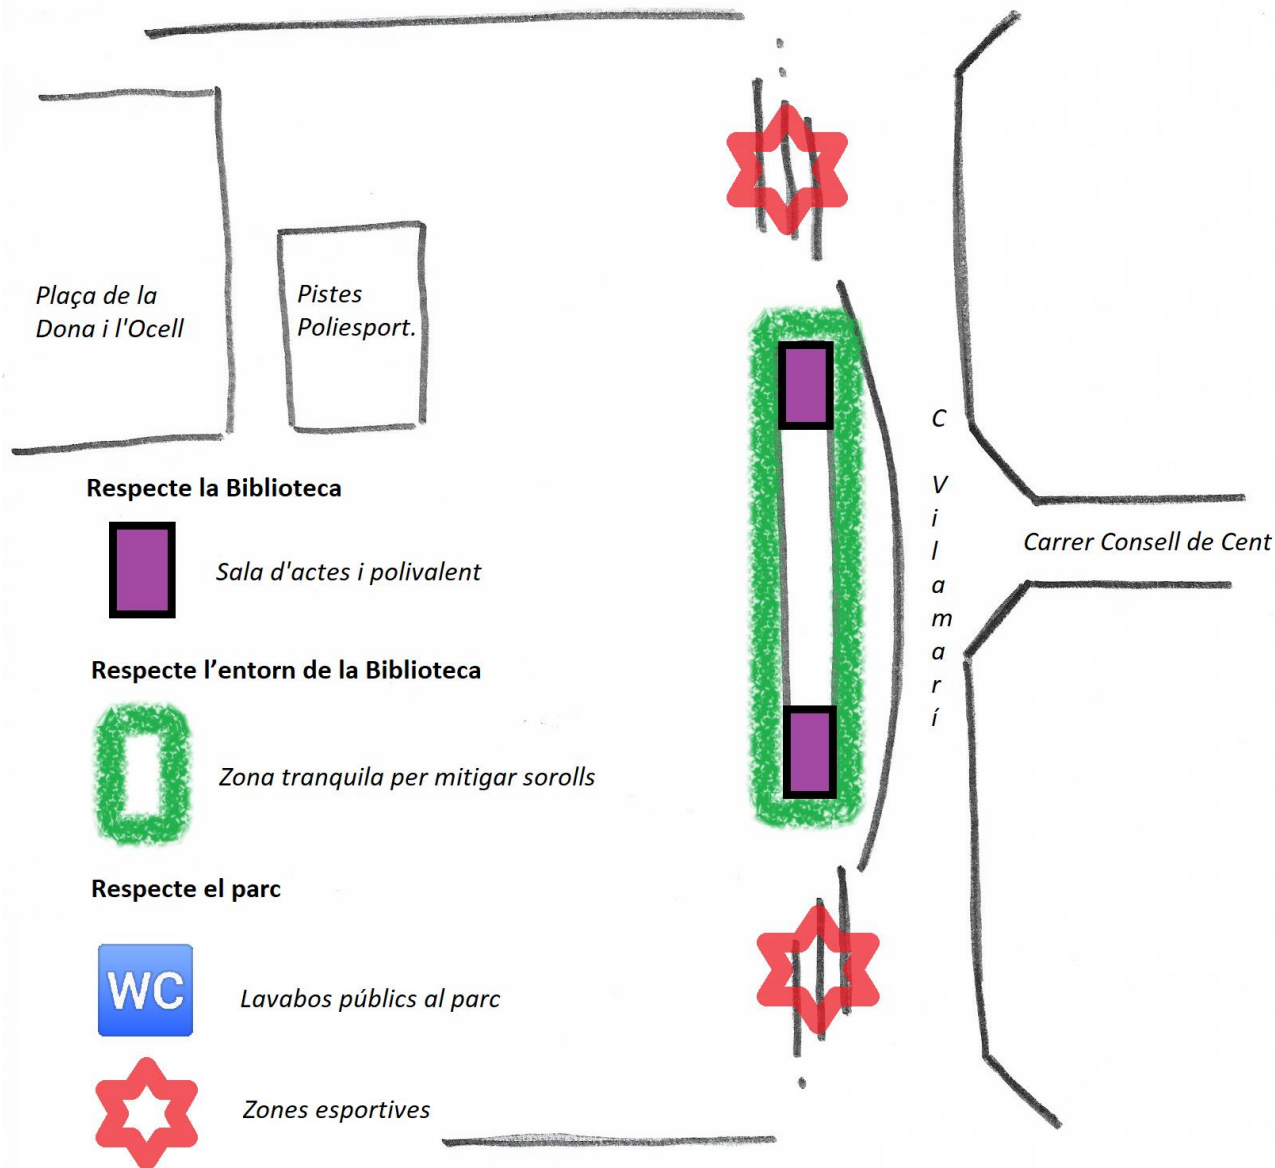 Plaça de la
Dona i l'Ocell
Pistes
Poliesport.
Respecte la Biblioteca
Sala d'actes i polivalent
Respecte l’entorn de la Biblioteca
Zona tranquila per mitigar sorolls
Respecte el parc
WC
Lavabos públics al parc
Zones esportives
C
V
i
l
a
m
a
r
í
Carrer Consell de Cent